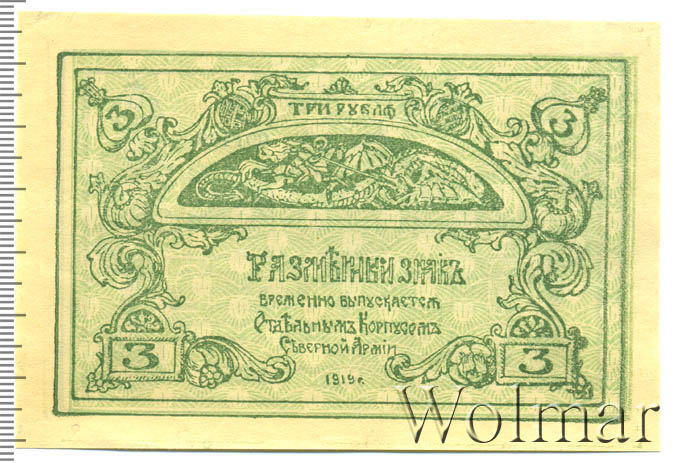 3 ТРИ РУБЛЯ 3
РАЗМѢННЫЙ ЗНАКЪ
ВРЕМЕННО ВЫПУСКАЕТСЯ
ОТДѢЛЬНЫМЪ КОРПУСОМЪ
СѢВЕРНОЙ АРМІИ
3 1919 г. 3
Wolmar